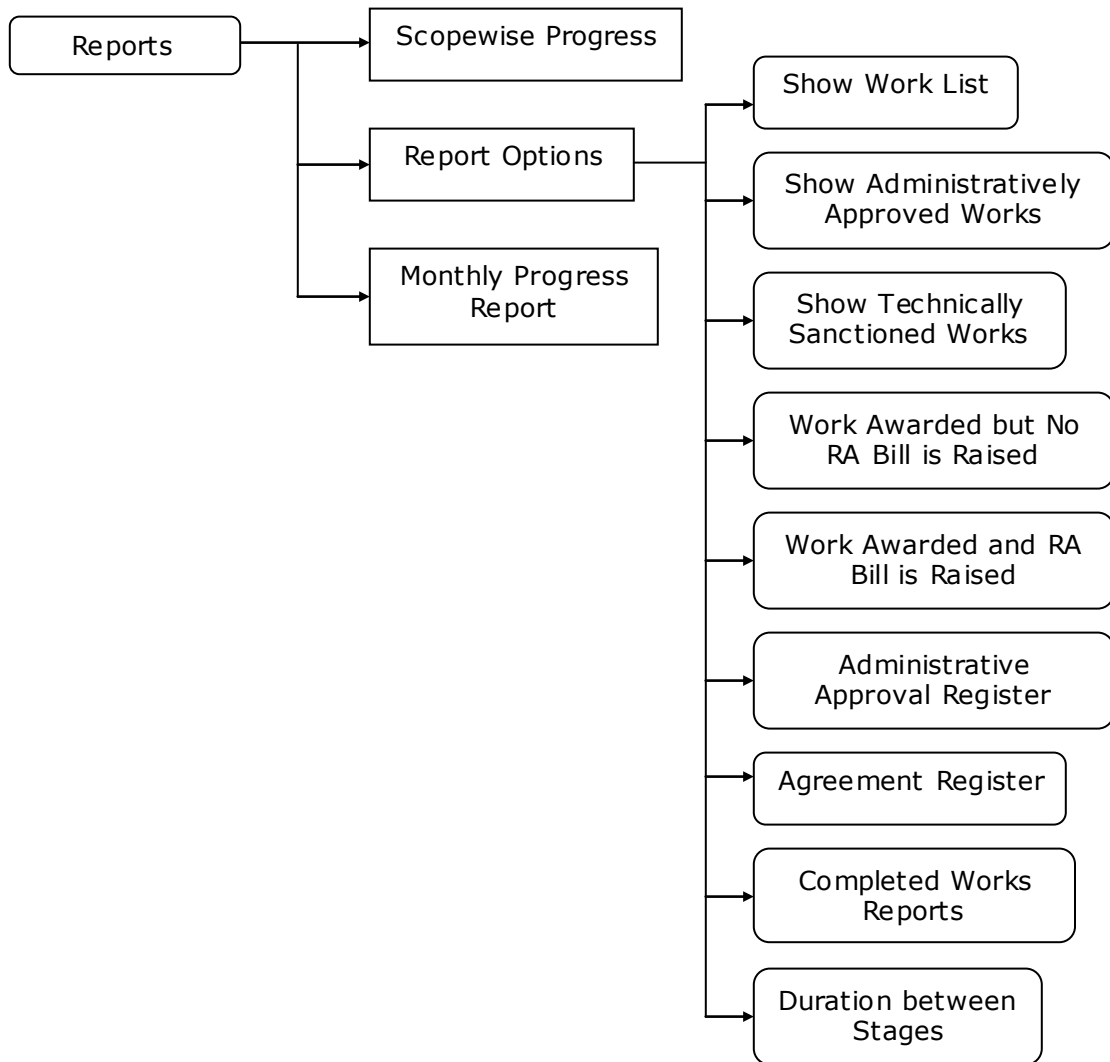 Reports
Scopewise Progress
Report Options
Monthly Progress
Report
Show Work List
Show Administratively
Approved Works
Show Technically
Sanctioned Works
Work Awarded but No
RA Bill is Raised
Work Awarded and RA
Bill is Raised
Administrative
Approval Register
Agreement Register
Completed Works
Reports
Duration between
Stages